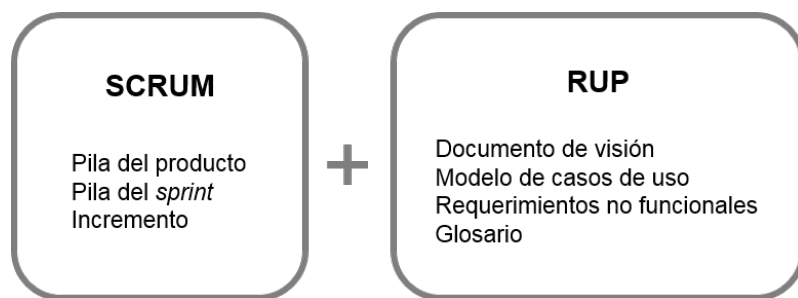 SCRUM
Pila del producto
Pila del sprint
Incremento
+
RUP
Documento de visión
Modelo de casos de uso
Requerimientos no funcionales
Glosario